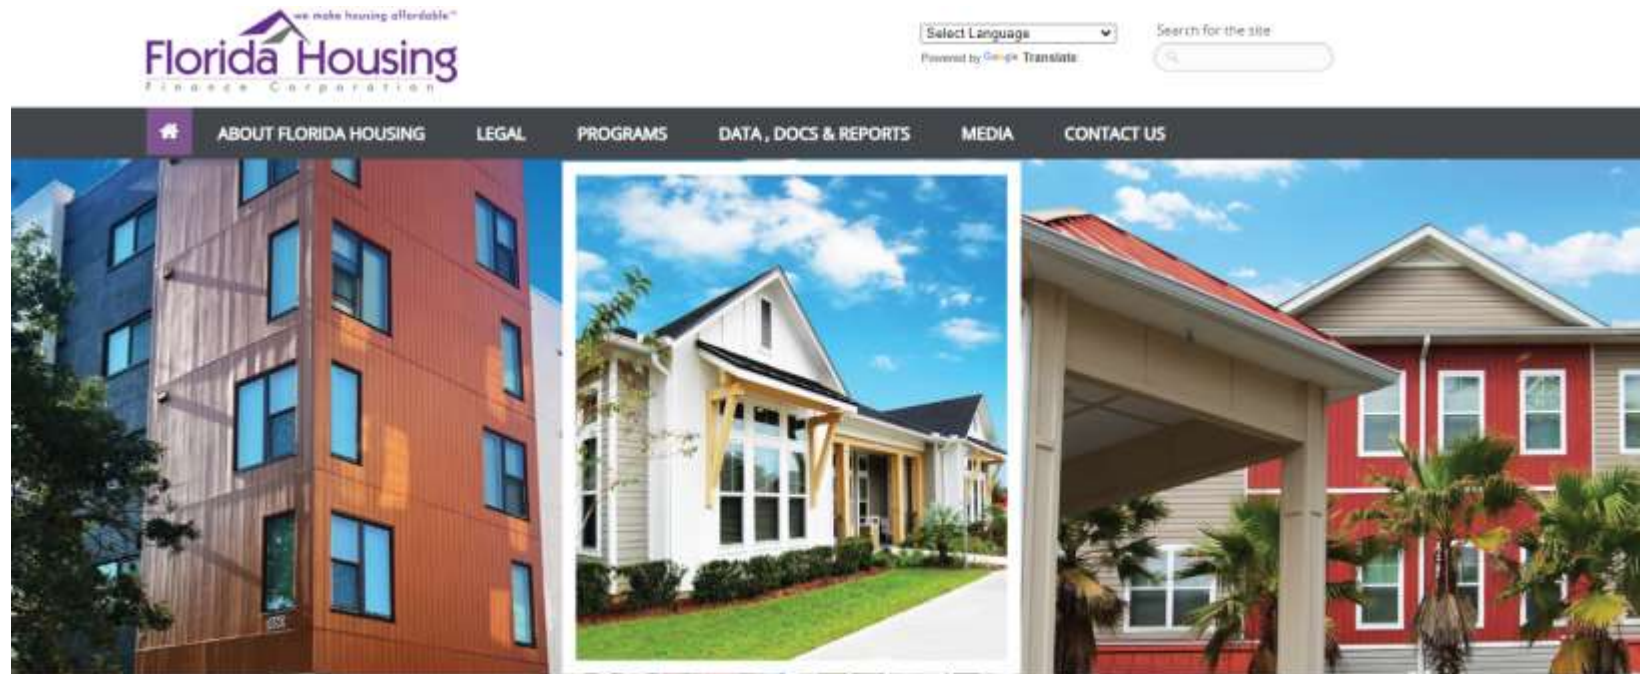 we make housing affordable™
Florida Housing
Finance Corporation
Select Language
Powered by Google Translate
Search for the site
ABOUT FLORIDA HOUSING
LEGAL
PROGRAMS
DATA , DOCS & REPORTS
MEDIA
CONTACT US